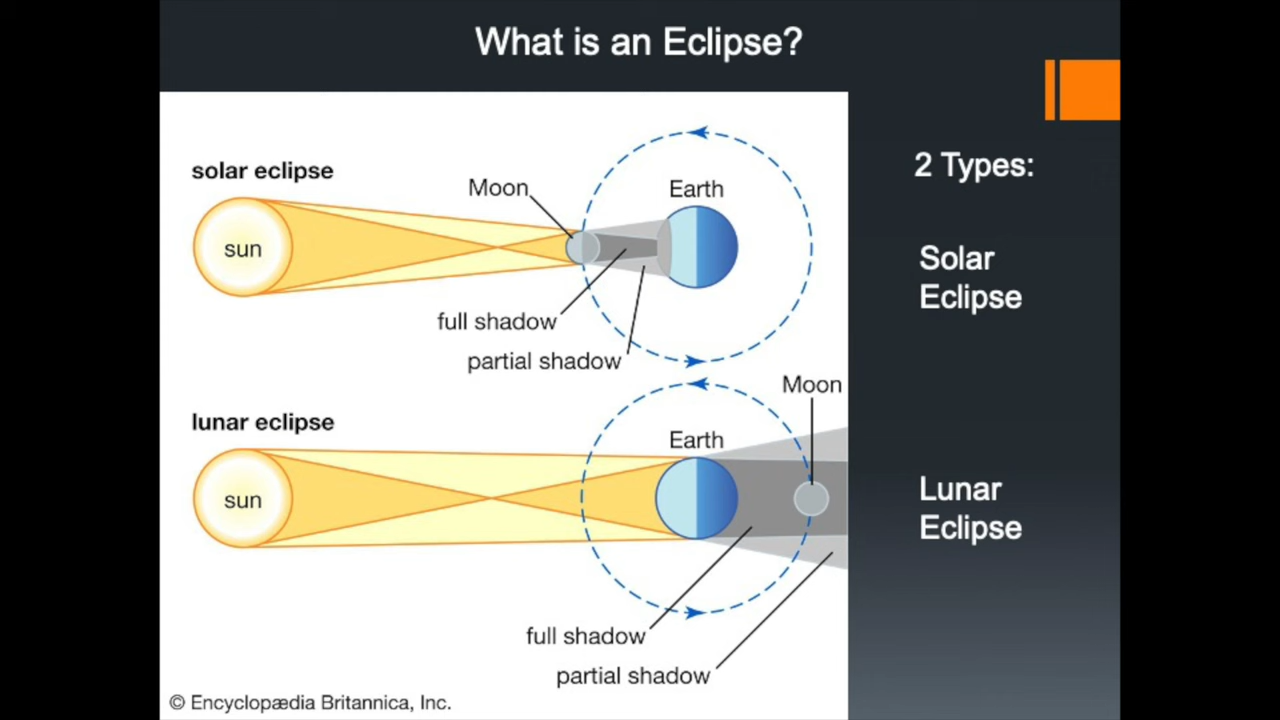 What is an Eclipse?
solar eclipse
Moon
Earth
sun
full shadow
partial shadow
lunar eclipse
Moon
Earth
sun
full shadow
partial shadow
© Encyclopædia Britannica, Inc.
2 Types:
Solar
Eclipse
Lunar
Eclipse